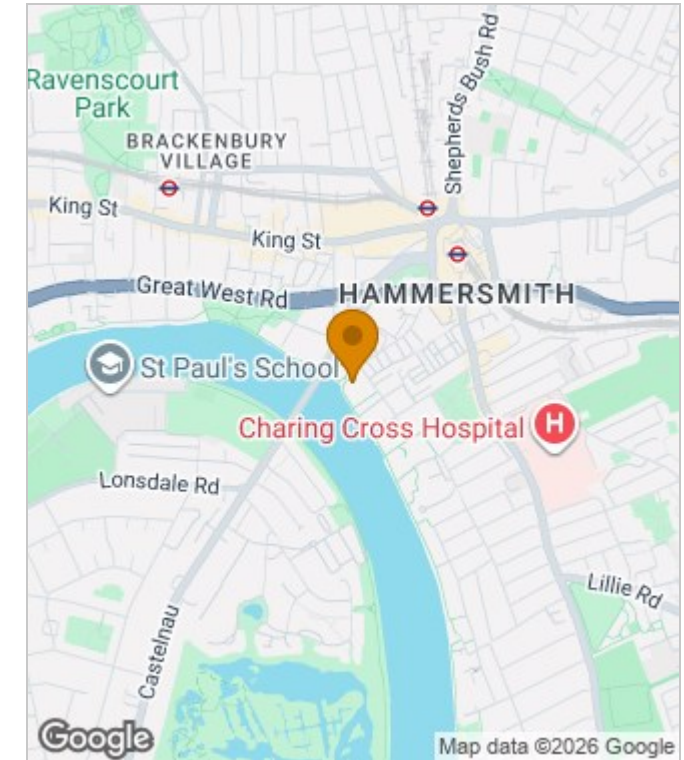 Ravenscourt
Park
BRACKENBURY
VILLAGE
Shepherds Bush Rd
King St
King St
Great West Rd
HAMMERSMITH
St Paul's School
Charing Cross Hospital
H
Lonsdale Rd
Lillie Rd
Castelnau
Google
Map data ©2026 Google